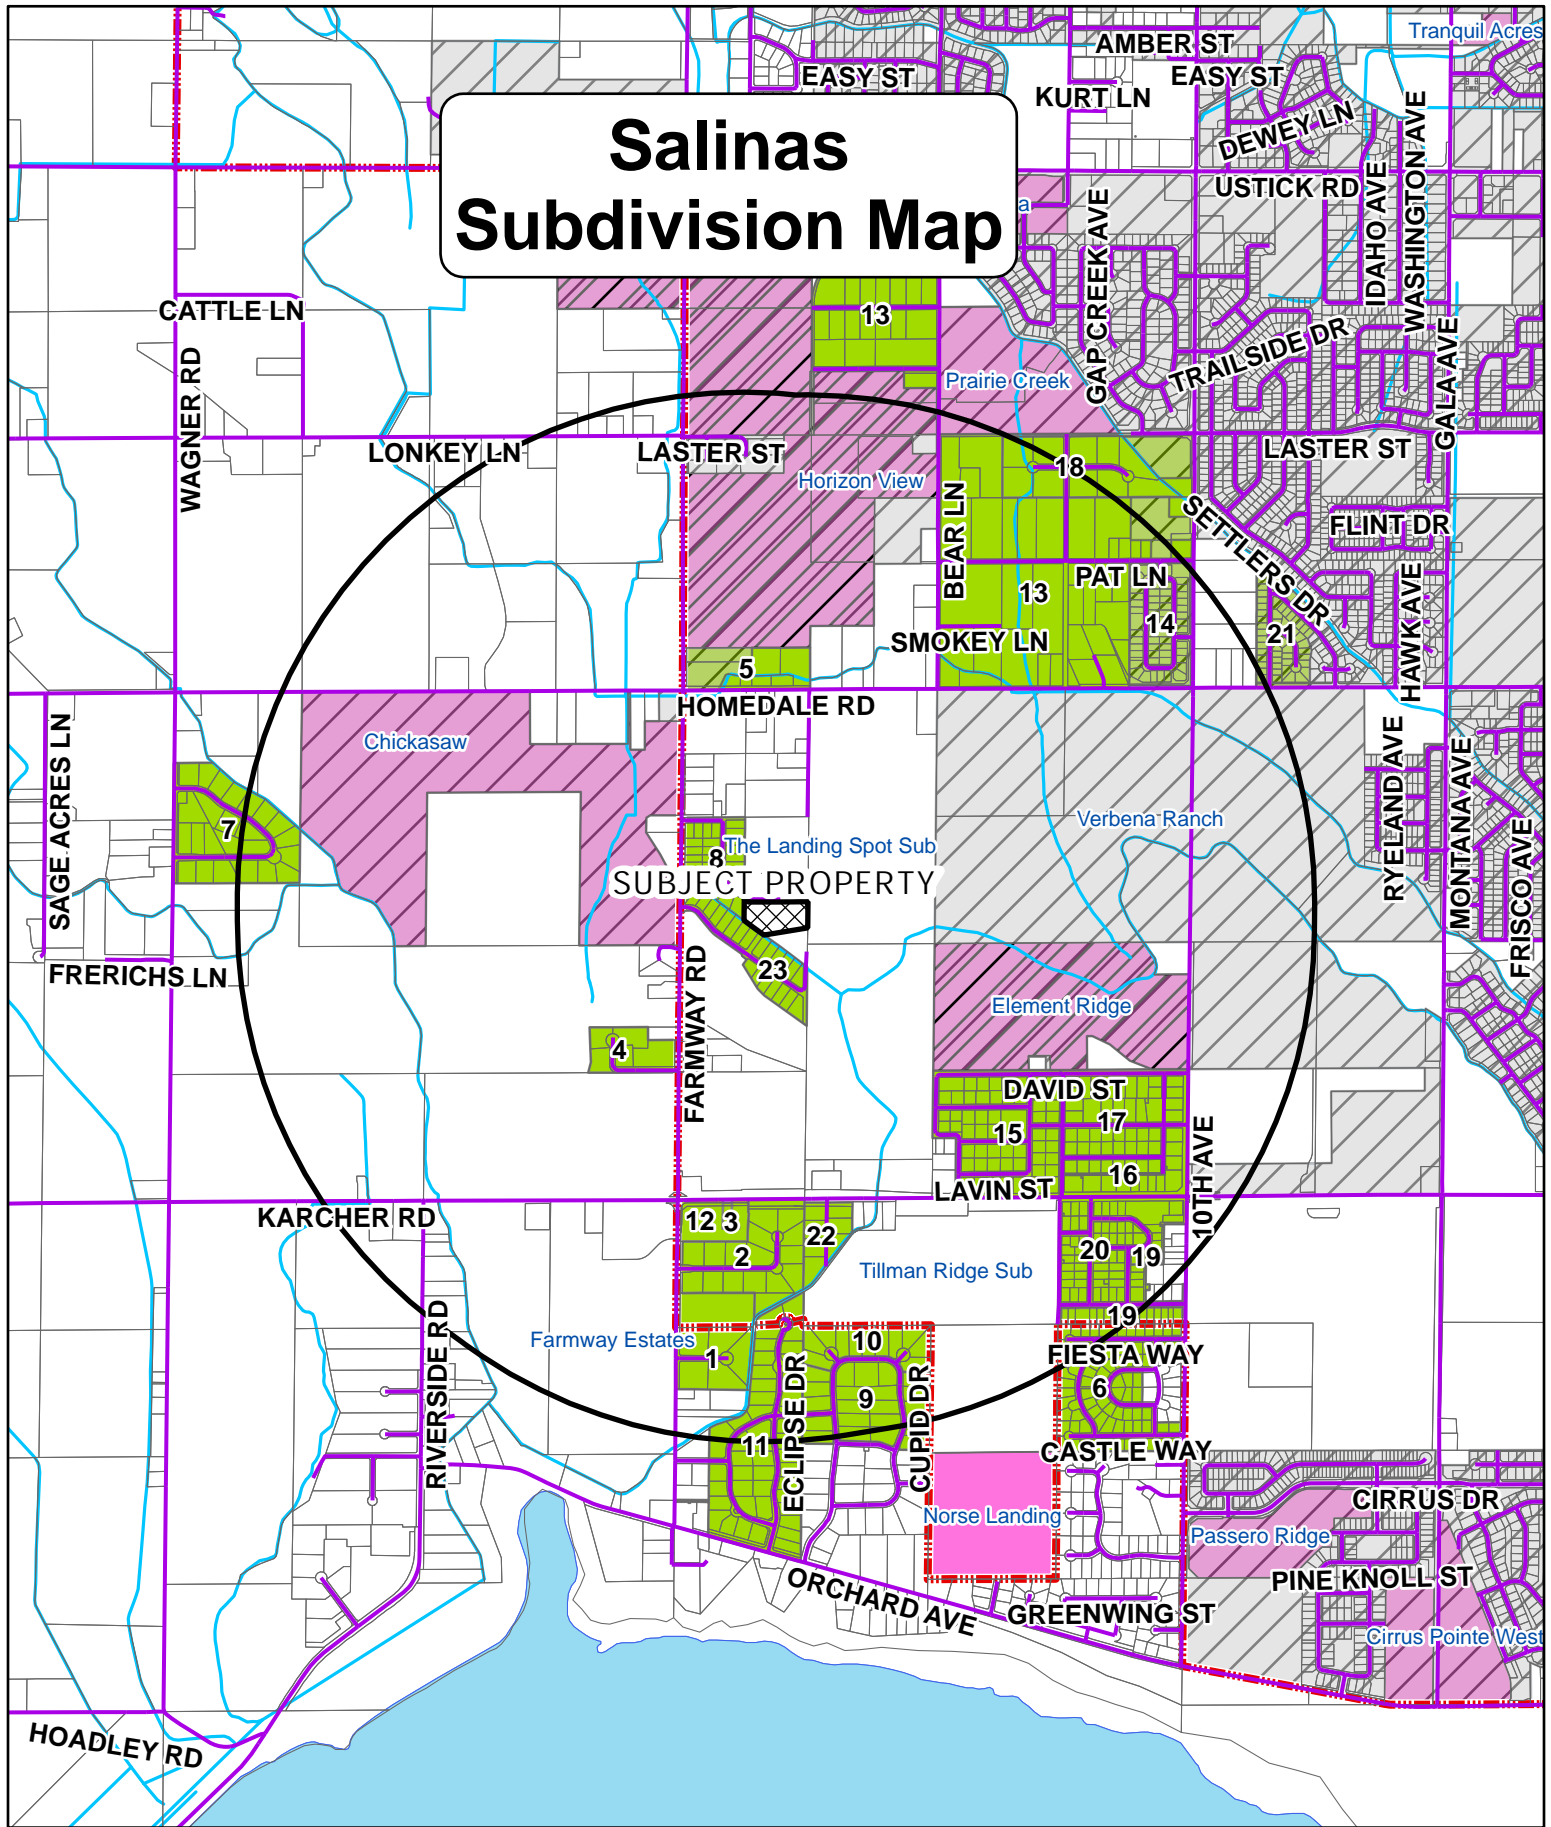 Tranquil Acres
AMBER ST
EASY ST
EASY ST
KURT LN
DEWEY LN
Salinas
Subdivision Map
USTICK RD
IDAHO AVE
WASHINGTON AVE
a
GAP CREEK AVE
CATTLE LN
13
TRAILSIDE DR
WAGNER RD
Prairie Creek
GALA AVE
LONKEY LN
LASTER ST
LASTER ST
18
Horizon View
BEAR LN
SETTLERS DR
FLINT DR
PAT LN
13
14
21
HAWK AVE
SMOKEY LN
5
HOMEDALE RD
SAGE ACRES LN
Chickasaw
RYELAND AVE
MONTANA AVE
FRISCO AVE
7
Verbena Ranch
The Landing Spot Sub
8
SUBJECT PROPERTY
FRERICHS LN
23
FARMWAY RD
Element Ridge
4
DAVID ST
17
15
16
LAVIN ST
10TH AVE
KARCHER RD
12
3
2
22
20
19
Tillman Ridge Sub
19
RIVERSIDE RD
Farmway Estates
1
10
FIESTA WAY
ECLIPSE DR
9
CUPID DR
6
11
CASTLE WAY
CIRRUS DR
Norse Landing
Passero Ridge
PINE KNOLL ST
ORCHARD AVE
GREENWING ST
Cirrus Pointe West
HOADLEY RD